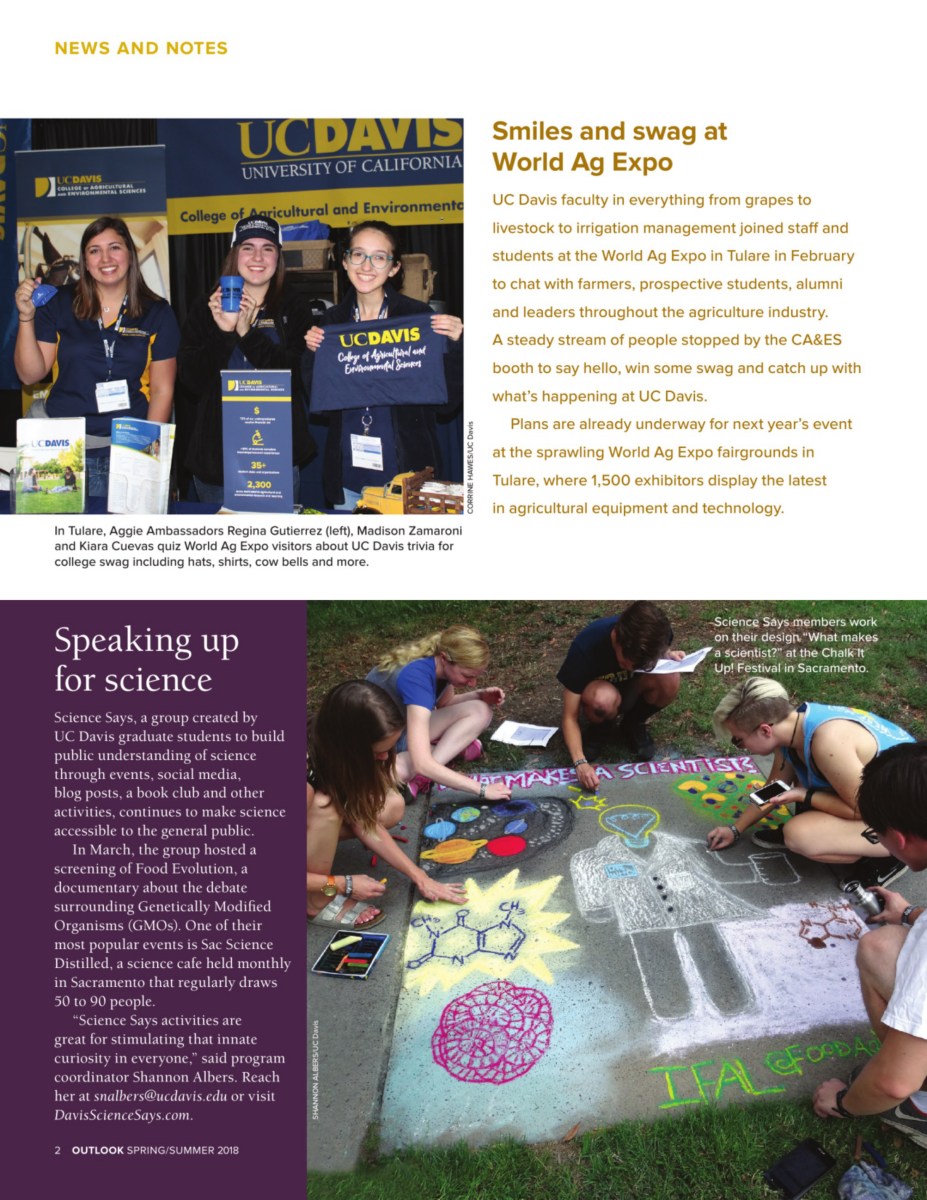 NEWS AND NOTES
UCDAVIS
UNIVERSITY OF CALIFORNIA
College of Agricultural and Environmenta
UCDAVIS
COLLEGE OF AGRICULTURAL
AND ENVIRONMENTAL SCIENCES
UCDAVIS
College of Agricultural and
Environmental Sciences
UCDAVIS
$
35+
2,300
UCDAVIS
CORRINE HAWES/UC Davis
In Tulare, Aggie Ambassadors Regina Gutierrez (left), Madison Zamaroni
and Kiara Cuevas quiz World Ag Expo visitors about UC Davis trivia for
college swag including hats, shirts, cow bells and more.
Smiles and swag at
World Ag Expo
UC Davis faculty in everything from grapes to
livestock to irrigation management joined staff and
students at the World Ag Expo in Tulare in February
to chat with farmers, prospective students, alumni
and leaders throughout the agriculture industry.
A steady stream of people stopped by the CA&ES
booth to say hello, win some swag and catch up with
what’s happening at UC Davis.
Plans are already underway for next year’s event
at the sprawling World Ag Expo fairgrounds in
Tulare, where 1,500 exhibitors display the latest
in agricultural equipment and technology.
Speaking up
for science
Science Says, a group created by
UC Davis graduate students to build
public understanding of science
through events, social media,
blog posts, a book club and other
activities, continues to make science
accessible to the general public.
In March, the group hosted a
screening of Food Evolution, a
documentary about the debate
surrounding Genetically Modified
Organisms (GMOs). One of their
most popular events is Sac Science
Distilled, a science cafe held monthly
in Sacramento that regularly draws
50 to 90 people.
“Science Says activities are
great for stimulating that innate
curiosity in everyone,” said program
coordinator Shannon Albers. Reach
her at snalbers@ucdavis.edu or visit
DavisScienceSays.com.
2 OUTLOOK SPRING/SUMMER 2018
SHANNON ALBERS/UC Davis
Science Says members work
on their design “What makes
a scientist?” at the Chalk It
Up! Festival in Sacramento.
MAKES A SCIENTIST
CH₃
CH₃
N
N
N
N
O
O
IFAL @FOOD